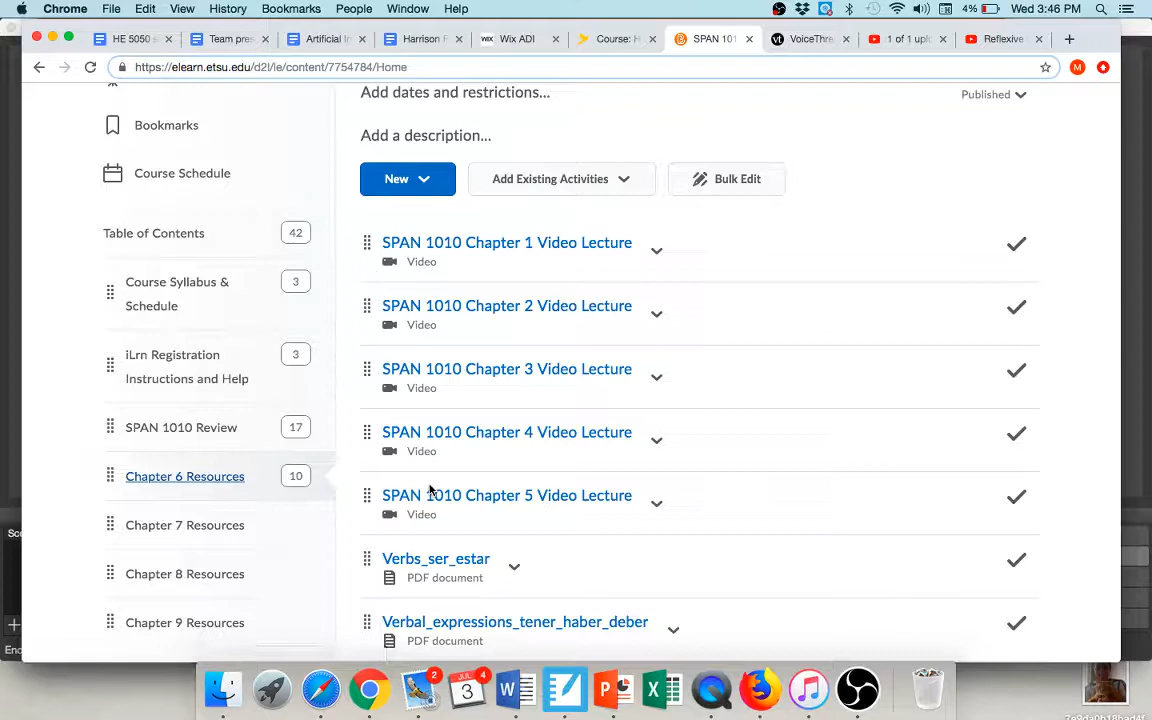 Chrome File Edit View History Bookmarks People Window Help 4% Wed 3:46 PM
HE 5050 s Team pre Artificial In Harrison F Wix ADI Course: H SPAN 101 VoiceThre 1 of 1 uplo Reflexive
https://elearn.etsu.edu/d2l/le/content/7754784/Home M
Add dates and restrictions... Published
Bookmarks
Add a description...
Course Schedule
New Add Existing Activities Bulk Edit
Table of Contents 42
SPAN 1010 Chapter 1 Video Lecture
Video
Course Syllabus & 3
Schedule
SPAN 1010 Chapter 2 Video Lecture
Video
iLrn Registration 3
Instructions and Help
SPAN 1010 Chapter 3 Video Lecture
Video
SPAN 1010 Review 17
SPAN 1010 Chapter 4 Video Lecture
Video
Chapter 6 Resources 10
SPAN 1010 Chapter 5 Video Lecture
Video
Chapter 7 Resources
Verbs_ser_estar
PDF document
Chapter 8 Resources
Verbal_expressions_tener_haber_deber
PDF document
Chapter 9 Resources
2 JUL 3 4